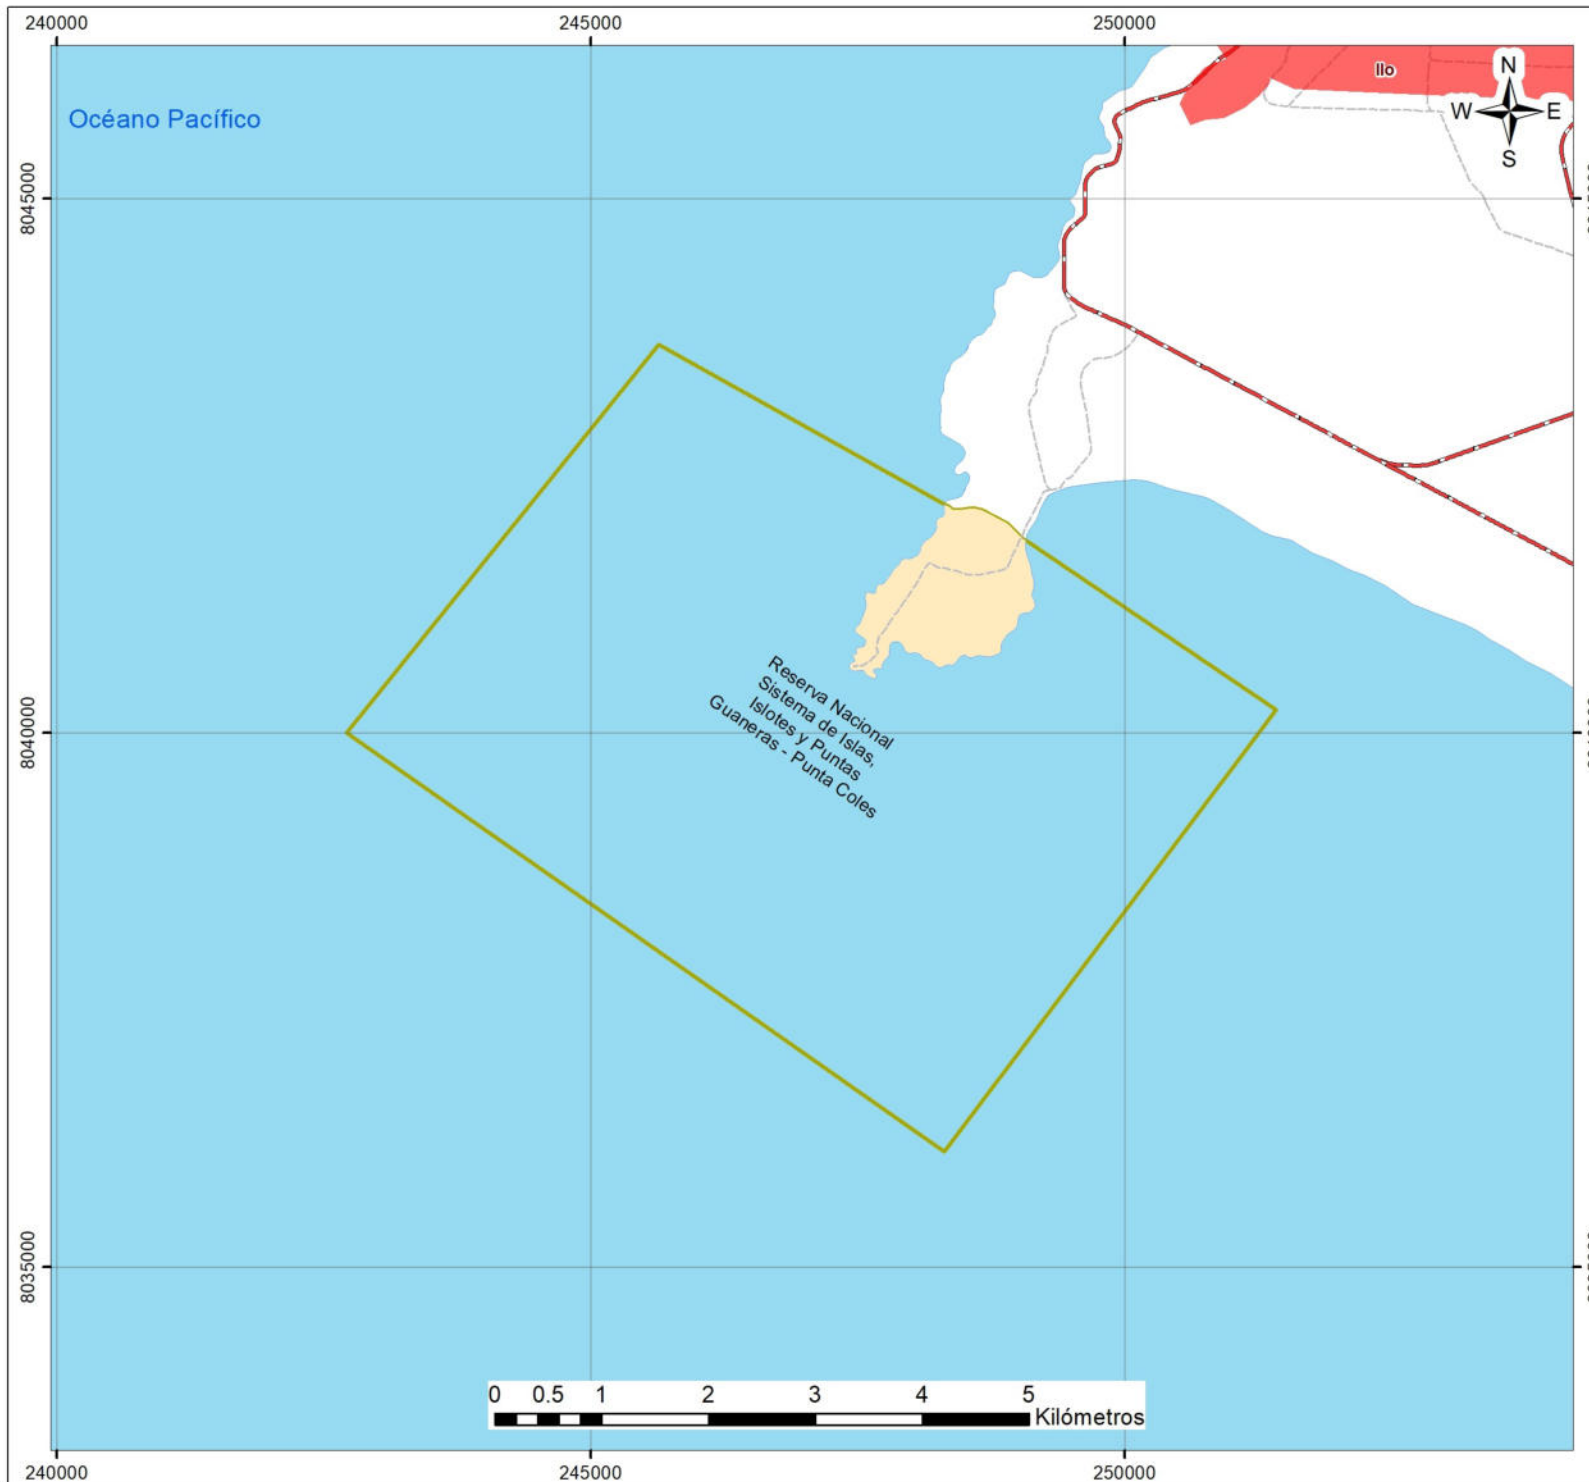 240000
245000
250000
Océano Pacífico
Ilo
N
W
E
S
8045000
8040000
8035000
Reserva Nacional
Sistema de Islas,
Islotes y Puntas
Guaneras - Punta Coles
0 0.5 1 2 3 4 5
Kilómetros
240000
245000
250000